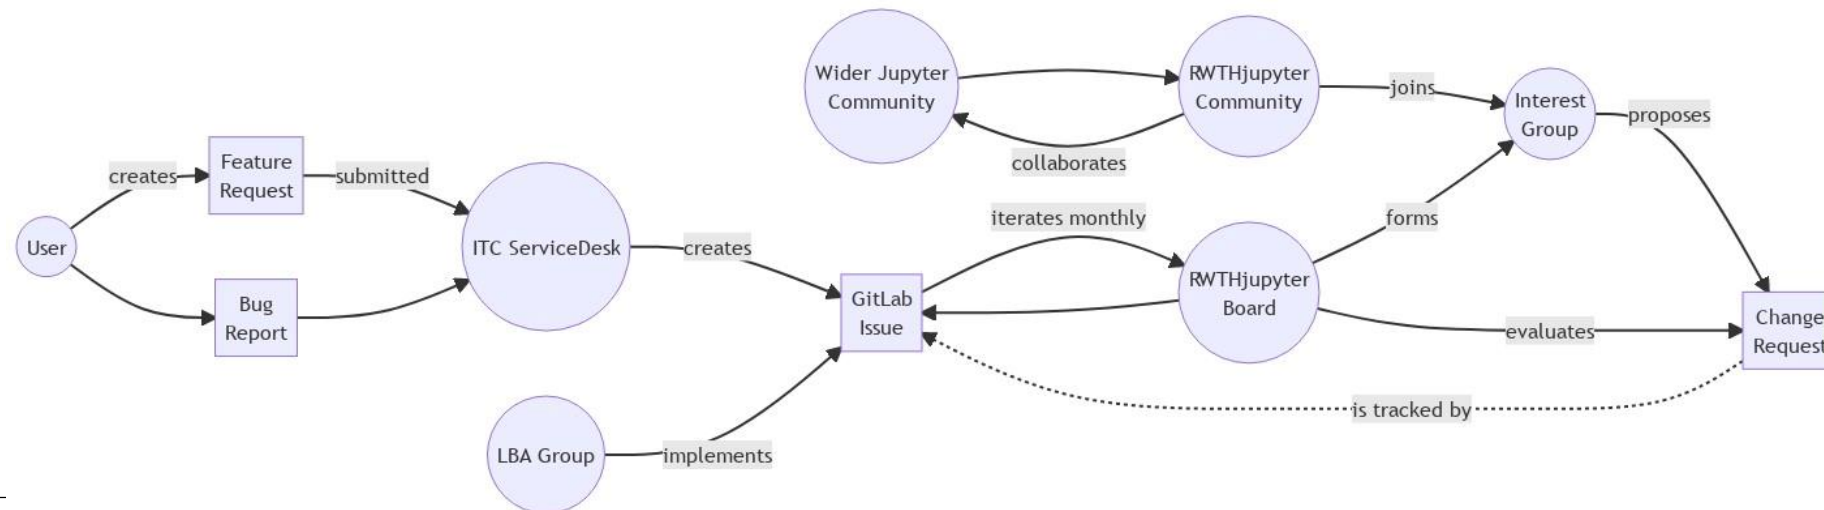 User
creates
Feature
Request
submitted
Bug
Report
ITC ServiceDesk
creates
LBA Group
implements
GitLab
Issue
Wider Jupyter
Community
collaborates
RWTHjupyter
Community
joins
Interest
Group
proposes
iterates monthly
RWTHjupyter
Board
forms
evaluates
is tracked by
Change
Request